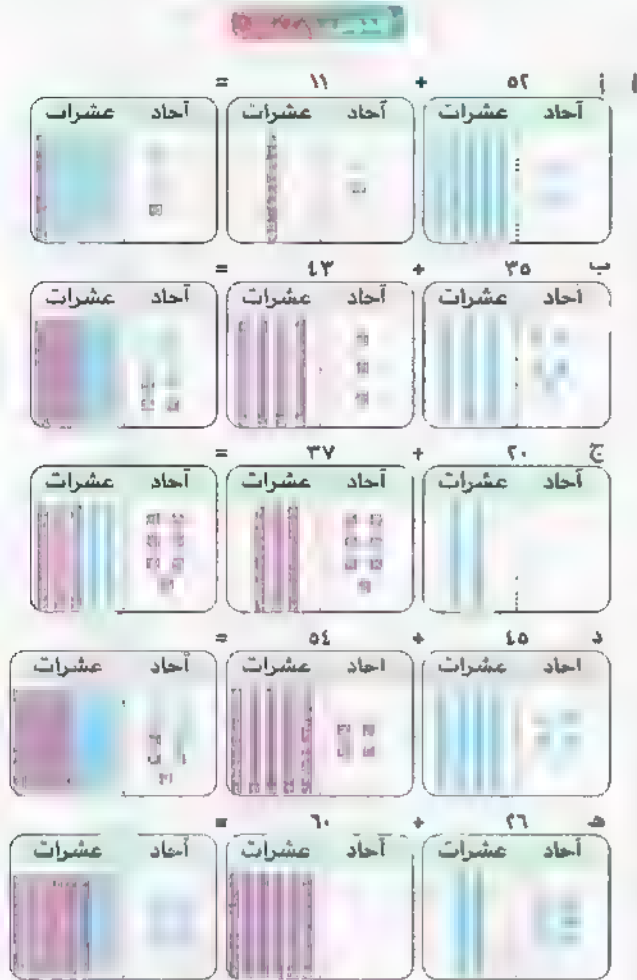 أ ٥٢ + ١١ =
آحاد عشرات آحاد عشرات آحاد عشرات
ب ٣٥ + ٤٣ =
آحاد عشرات آحاد عشرات آحاد عشرات
ج ٢٠ + ٣٧ =
آحاد عشرات آحاد عشرات آحاد عشرات
د ٤٥ + ٥٤ =
آحاد عشرات آحاد عشرات آحاد عشرات
هـ ٢٦ + ٦٠ =
آحاد عشرات آحاد عشرات آحاد عشرات